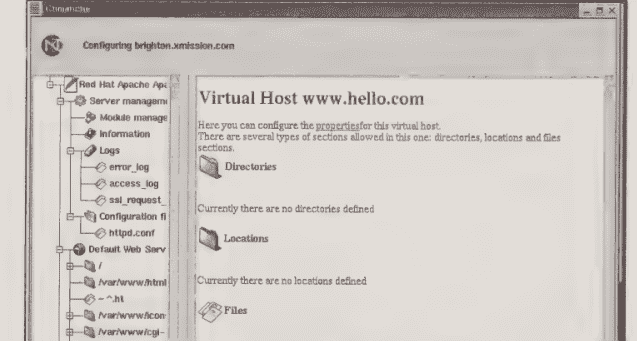 Comanche
Configuring brighton.xmission.com
Red Hat Apache Apa
Server managem
Module manage
Information
Logs
error_log
access_log
ssl_request_
Configuration fi
httpd.conf
Default Web Serv
/
/var/www/html
~ ^.ht
/var/www/icon
/var/www/cgi-
Virtual Host www.hello.com
Here you can configure the properties for this virtual host.
There are several types of sections allowed in this one: directories, locations and files
sections.
Directories
Currently there are no directories defined
Locations
Currently there are no locations defined
Files